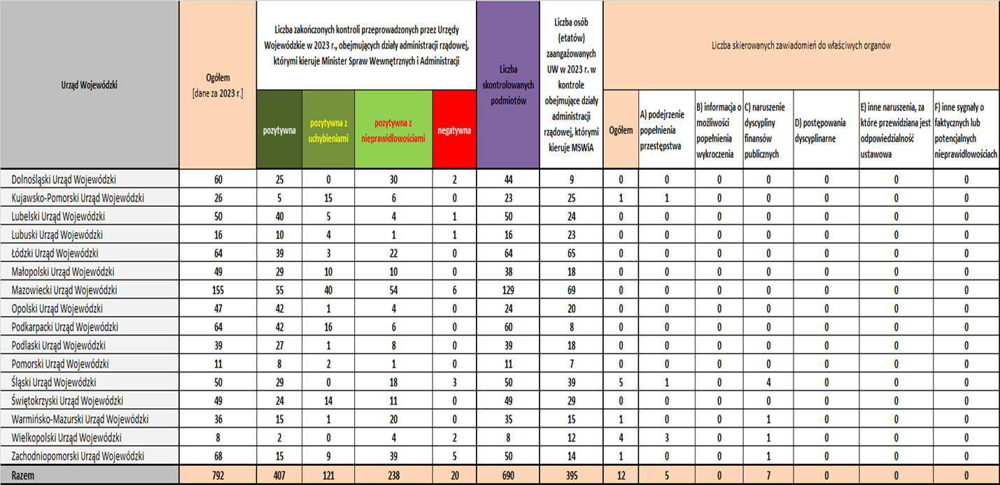 Urząd Wojewódzki
Ogółem
[dane za 2023 r.]
Liczba zakończonych kontroli przeprowadzonych przez Urzędy
Wojewódzkie w 2023 r., obejmujących działy administracji rządowej,
którymi kieruje Minister Spraw Wewnętrznych i Administracji
pozytywna
pozytywna z
uchybieniami
pozytywna z
nieprawidłowościami
negatywna
Liczba
skontrolowanych
podmiotów
Liczba osób
(etatów)
zaangażowanych
UW w 2023 r. w
kontrole
obejmujące działy
administracji
rządowej, którymi
kieruje MSWiA
Liczba skierowanych zawiadomień do właściwych organów
Ogółem
A) podejrzenie
popełnienia
przestępstwa
B) informacja o
możliwości
popełnienia
wykroczenia
C) naruszenie
dyscypliny
finansów
publicznych
D) postępowania
dyscyplinarne
E) inne naruszenia, za
które przewidziana jest
odpowiedzialność
ustawowa
F) inne sygnały o
faktycznych lub
potencjalnych
nieprawidłowościach
Dolnośląski Urząd Wojewódzki 60 25 0 30 2 44 9 0 0 0 0 0 0 0
Kujawsko-Pomorski Urząd Wojewódzki 26 5 15 6 0 23 25 1 1 0 0 0 0 0
Lubelski Urząd Wojewódzki 50 40 5 4 1 50 24 0 0 0 0 0 0 0
Lubuski Urząd Wojewódzki 16 10 4 1 1 16 23 0 0 0 0 0 0 0
Łódzki Urząd Wojewódzki 64 39 3 22 0 64 65 0 0 0 0 0 0 0
Małopolski Urząd Wojewódzki 49 29 10 10 0 38 18 0 0 0 0 0 0 0
Mazowiecki Urząd Wojewódzki 155 55 40 54 6 129 69 0 0 0 0 0 0 0
Opolski Urząd Wojewódzki 47 42 1 4 0 24 20 0 0 0 0 0 0 0
Podkarpacki Urząd Wojewódzki 64 42 16 6 0 60 8 0 0 0 0 0 0 0
Podlaski Urząd Wojewódzki 39 27 1 8 0 39 18 0 0 0 0 0 0 0
Pomorski Urząd Wojewódzki 11 8 2 1 0 11 7 0 0 0 0 0 0 0
Śląski Urząd Wojewódzki 50 29 0 18 3 50 39 5 1 0 4 0 0 0
Świętokrzyski Urząd Wojewódzki 49 24 14 11 0 49 29 0 0 0 0 0 0 0
Warmińsko-Mazurski Urząd Wojewódzki 36 15 1 20 0 35 15 1 0 0 1 0 0 0
Wielkopolski Urząd Wojewódzki 8 2 0 4 2 8 12 4 3 0 1 0 0 0
Zachodniopomorski Urząd Wojewódzki 68 15 9 39 5 50 14 1 0 0 1 0 0 0
Razem 792 407 121 238 20 690 395 12 5 0 7 0 0 0